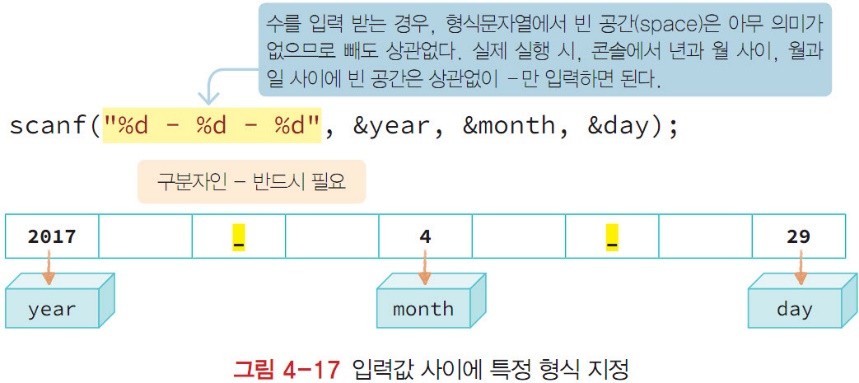 수를 입력 받는 경우, 형식문자열에서 빈 공간(space)은 아무 의미가
없으므로 빼도 상관없다. 실제 실행 시, 콘솔에서 년과 월 사이, 월과
일 사이에 빈 공간은 상관없이 -만 입력하면 된다.
scanf("%d - %d - %d", &year, &month, &day);
구분자인 - 반드시 필요
2017 - 4 - 29
year month day
그림 4-17 입력값 사이에 특정 형식 지정